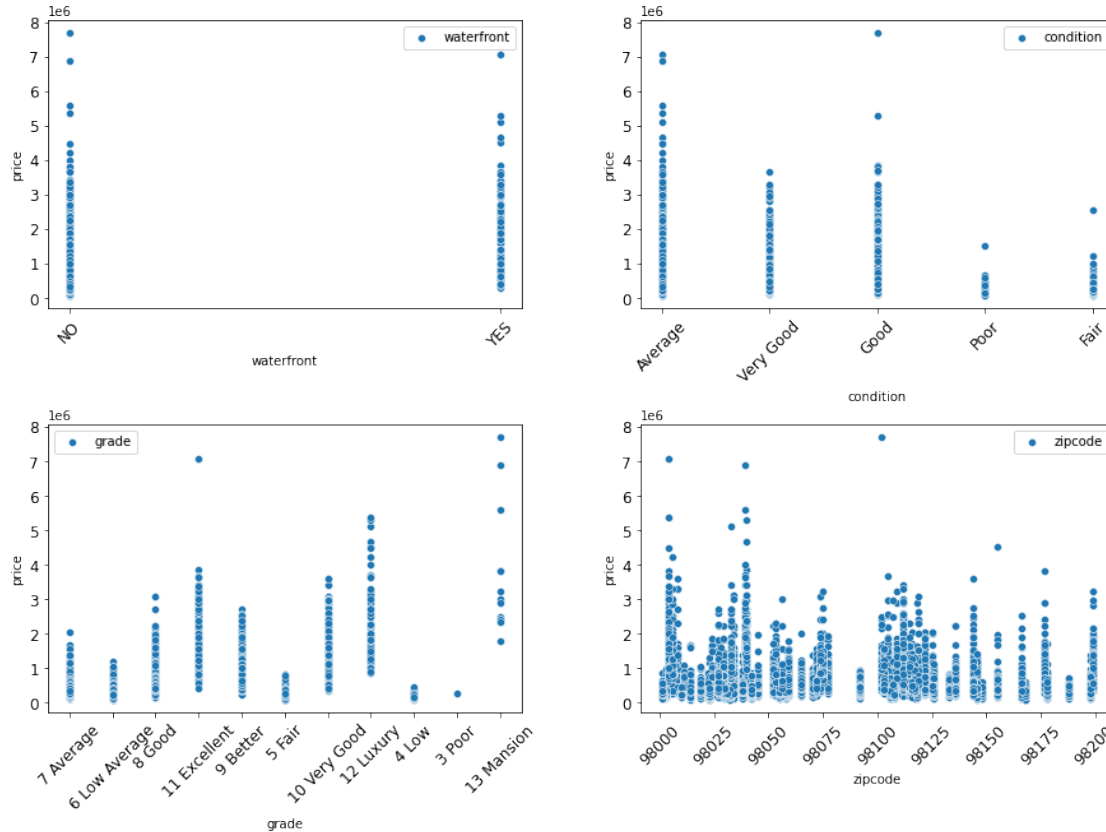 1e6
8
7
6
5
4
3
2
1
0
price
waterfront
NO
YES
waterfront
1e6
8
7
6
5
4
3
2
1
0
price
condition
Average
Very Good
Good
Poor
Fair
condition
1e6
8
7
6
5
4
3
2
1
0
price
grade
7 Average
6 Low Average
8 Good
11 Excellent
9 Better
5 Fair
10 Very Good
12 Luxury
4 Low
3 Poor
13 Mansion
grade
1e6
8
7
6
5
4
3
2
1
0
price
zipcode
98000
98025
98050
98075
98100
98125
98150
98175
98200
zipcode